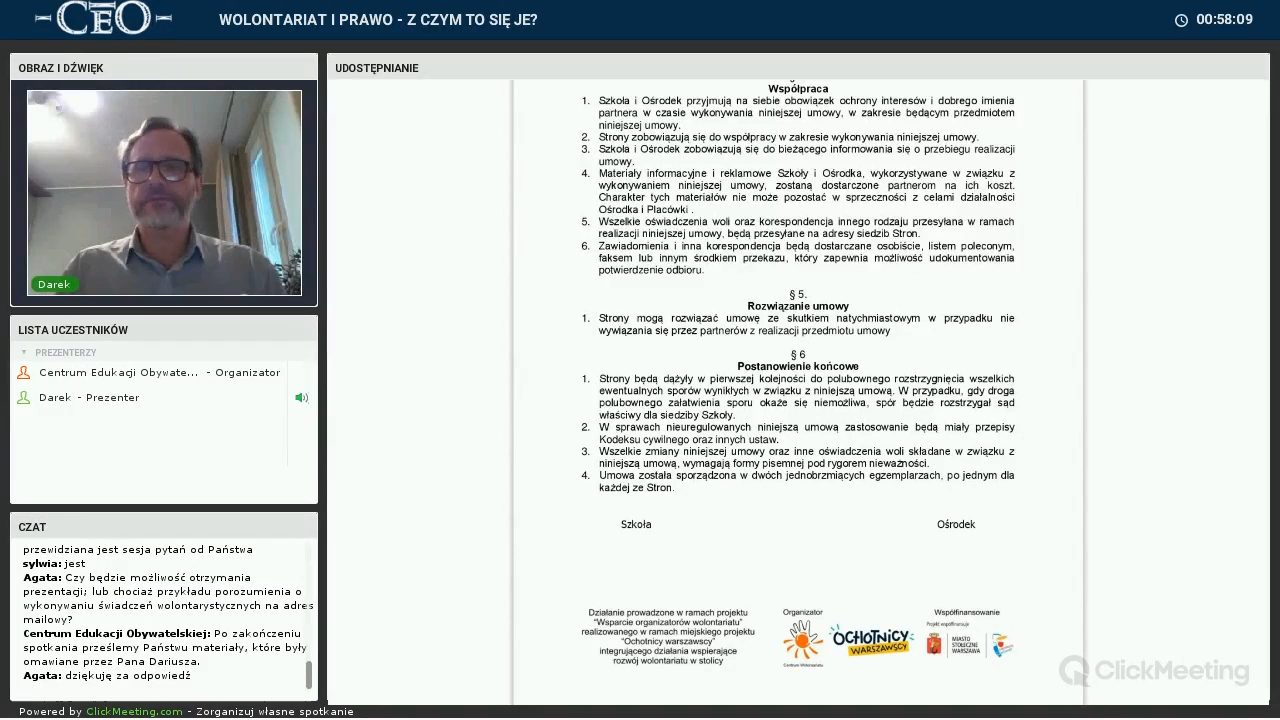 CEO
WOLONTARIAT I PRAWO - Z CZYM TO SIĘ JE?
00:58:09
OBRAZ I DŹWIĘK
Darek
LISTA UCZESTNIKÓW
PREZENTERZY
Centrum Edukacji Obywate... - Organizator
Darek - Prezenter
CZAT
przewidziana jest sesja pytań od Państwa
sylwia: jest
Agata: Czy będzie możliwość otrzymania
prezentacji; lub chociaż przykładu porozumienia o
wykonywaniu świadczeń wolontarystycznych na adres
mailowy?
Centrum Edukacji Obywatelskiej: Po zakończeniu
spotkania prześlemy Państwu materiały, które były
omawiane przez Pana Dariusza.
Agata: dziękuję za odpowiedź
UDOSTĘPNIANIE
Współpraca
1. Szkoła i Ośrodek przyjmują na siebie obowiązek ochrony interesów i dobrego imienia
partnera w czasie wykonywania niniejszej umowy, w zakresie będącym przedmiotem
niniejszej umowy.
2. Strony zobowiązują się do współpracy w zakresie wykonywania niniejszej umowy.
3. Szkoła i Ośrodek zobowiązują się do bieżącego informowania się o przebiegu realizacji
umowy.
4. Materiały informacyjne i reklamowe Szkoły i Ośrodka, wykorzystywane w związku z
wykonywaniem niniejszej umowy, zostaną dostarczone partnerom na ich koszt.
Charakter tych materiałów nie może pozostać w sprzeczności z celami działalności
Ośrodka i Placówki .
5. Wszelkie oświadczenia woli oraz korespondencja innego rodzaju przesyłana w ramach
realizacji niniejszej umowy, będą przesyłane na adresy siedzib Stron.
6. Zawiadomienia i inna korespondencja będą dostarczane osobiście, listem poleconym,
faksem lub innym środkiem przekazu, który zapewnia możliwość udokumentowania
potwierdzenie odbioru.
§ 5.
Rozwiązanie umowy
1. Strony mogą rozwiązać umowę ze skutkiem natychmiastowym w przypadku nie
wywiązania się przez partnerów z realizacji przedmiotu umowy
§ 6
Postanowienie końcowe
1. Strony będą dążyły w pierwszej kolejności do polubownego rozstrzygnięcia wszelkich
ewentualnych sporów wynikłych w związku z niniejszą umową. W przypadku, gdy droga
polubownego załatwienia sporu okaże się niemożliwa, spór będzie rozstrzygał sąd
właściwy dla siedziby Szkoły.
2. W sprawach nieuregulowanych niniejszą umową zastosowanie będą miały przepisy
Kodeksu cywilnego oraz innych ustaw.
3. Wszelkie zmiany niniejszej umowy oraz inne oświadczenia woli składane w związku z
niniejszą umową, wymagają formy pisemnej pod rygorem nieważności.
4. Umowa została sporządzona w dwóch jednobrzmiących egzemplarzach, po jednym dla
każdej ze Stron.
Szkoła
Ośrodek
Działanie prowadzone w ramach projektu
"Wsparcie organizatorów wolontariatu"
realizowanego w ramach miejskiego projektu
"Ochotnicy warszawscy"
integrującego działania wspierające
rozwój wolontariatu w stolicy
Organizator
Centrum Wolontariatu
OCHOTNICY
WARSZAWSCY
Współfinansowanie
Projekt współfinansuje
MIASTO
STOŁECZNE
WARSZAWA
ClickMeeting
Powered by ClickMeeting.com - Zorganizuj własne spotkanie